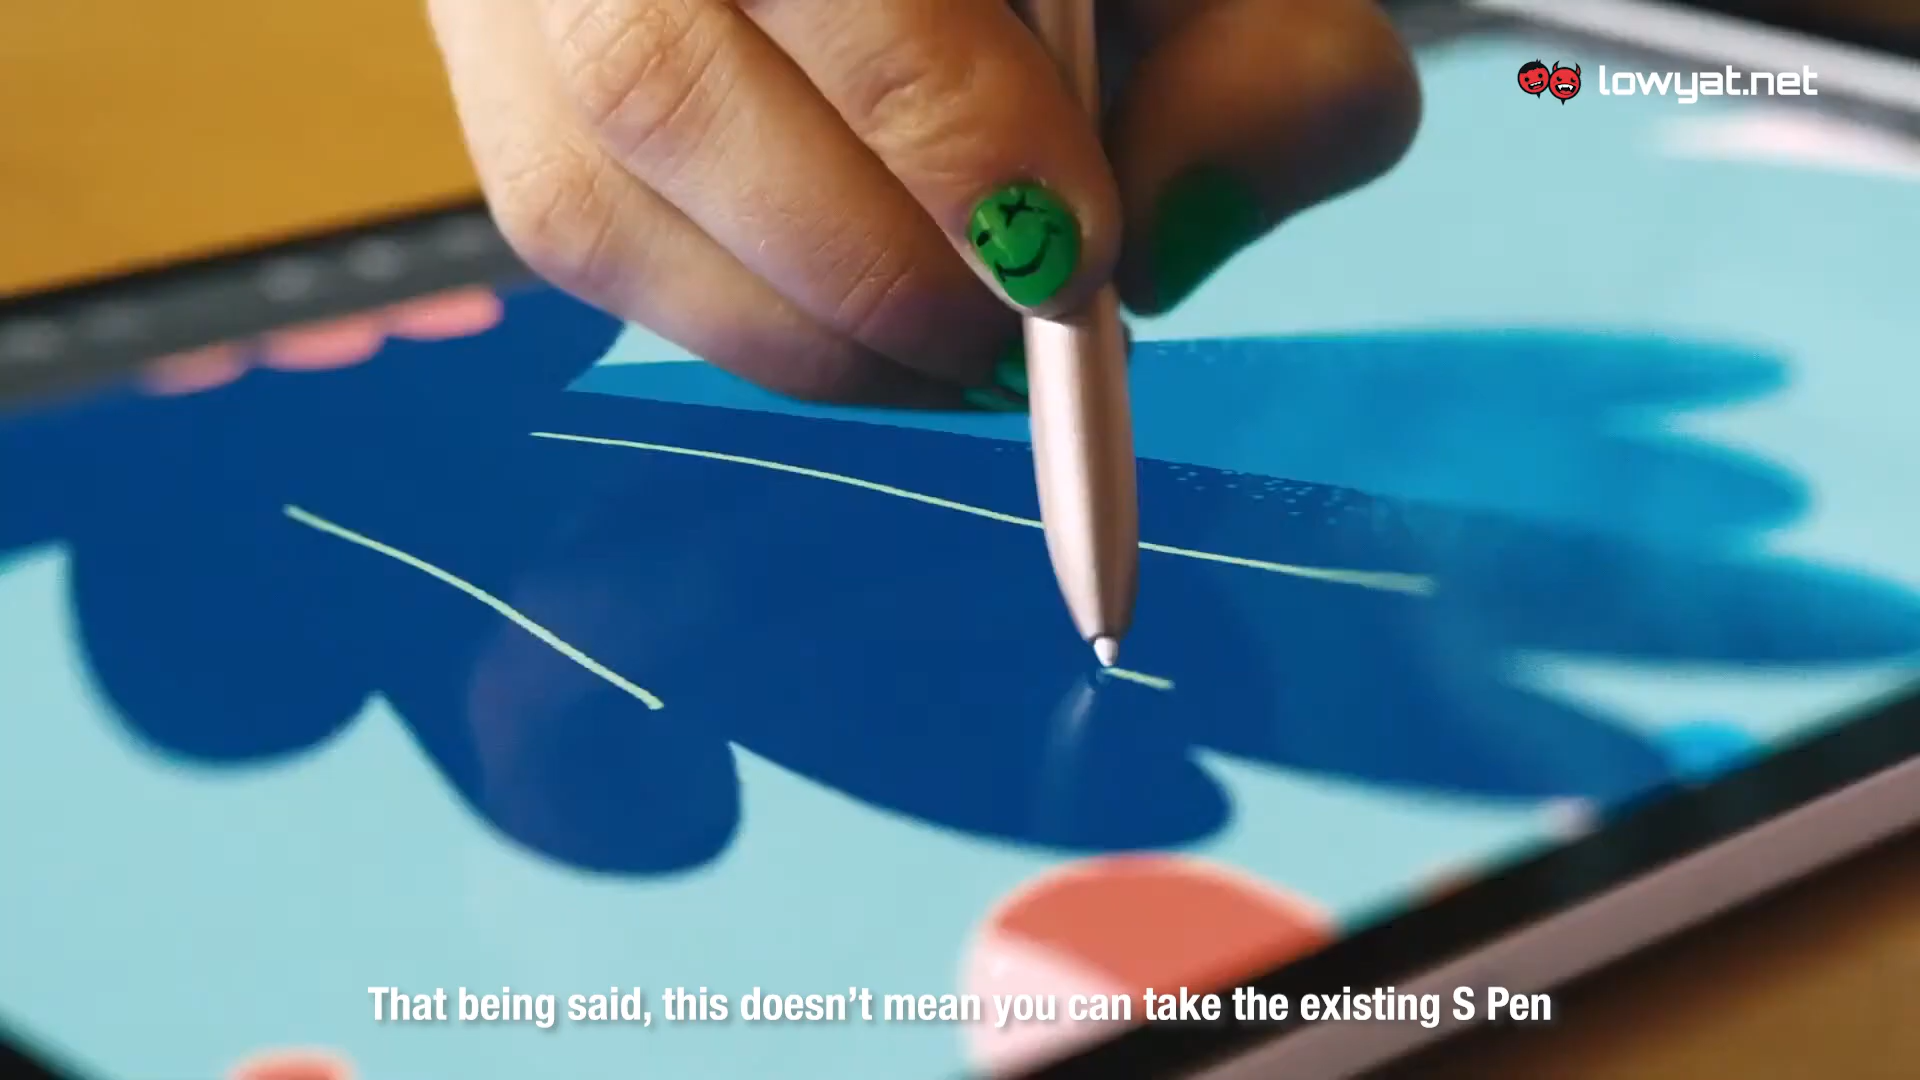 lowyat.net
That being said, this doesn't mean you can take the existing S Pen